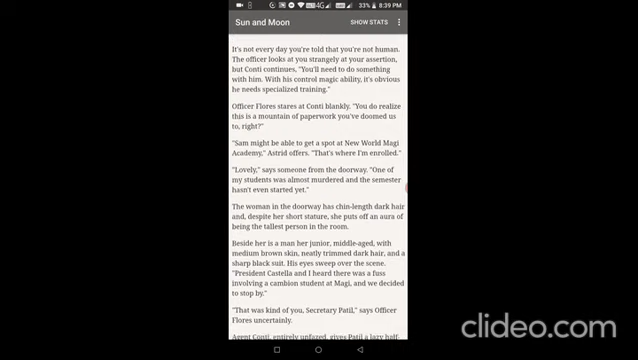 4G 33% 8:39 PM
Sun and Moon SHOW STATS
It's not every day you're told that you're not human.
The officer looks at you strangely at your assertion,
but Conti continues, "You'll need to do something
with him. With his control magic ability, it's obvious
he needs specialized training."
Officer Flores stares at Conti blankly. "You do realize
this is a mountain of paperwork you've doomed us
to, right?"
"Sam might be able to get a spot at New World Magi
Academy," Astrid offers. "That's where I'm enrolled."
"Lovely," says someone from the doorway. "One of
my students was almost murdered and the semester
hasn't even started yet."
The woman in the doorway has chin-length dark hair
and, despite her short stature, she puts off an aura of
being the tallest person in the room.
Beside her is a man her junior, middle-aged, with
medium brown skin, neatly trimmed dark hair, and
a sharp black suit. His eyes sweep over the scene.
"President Castella and I heard there was a fuss
involving a cambion student at Magi, and we decided
to stop by."
"That was kind of you, Secretary Patil," says Officer
Flores uncertainly.
Agent Conti, entirely unfazed, gives Patil a lazy half-
clideo.com